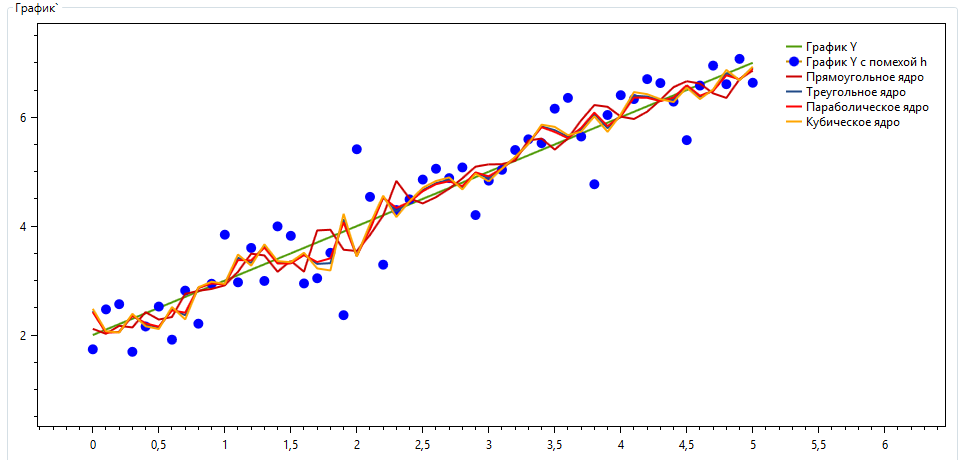 График`
График Y
График Y с помехой h
Прямоугольное ядро
Треугольное ядро
Параболическое ядро
Кубическое ядро
6
4
2
0 0,5 1 1,5 2 2,5 3 3,5 4 4,5 5 5,5 6